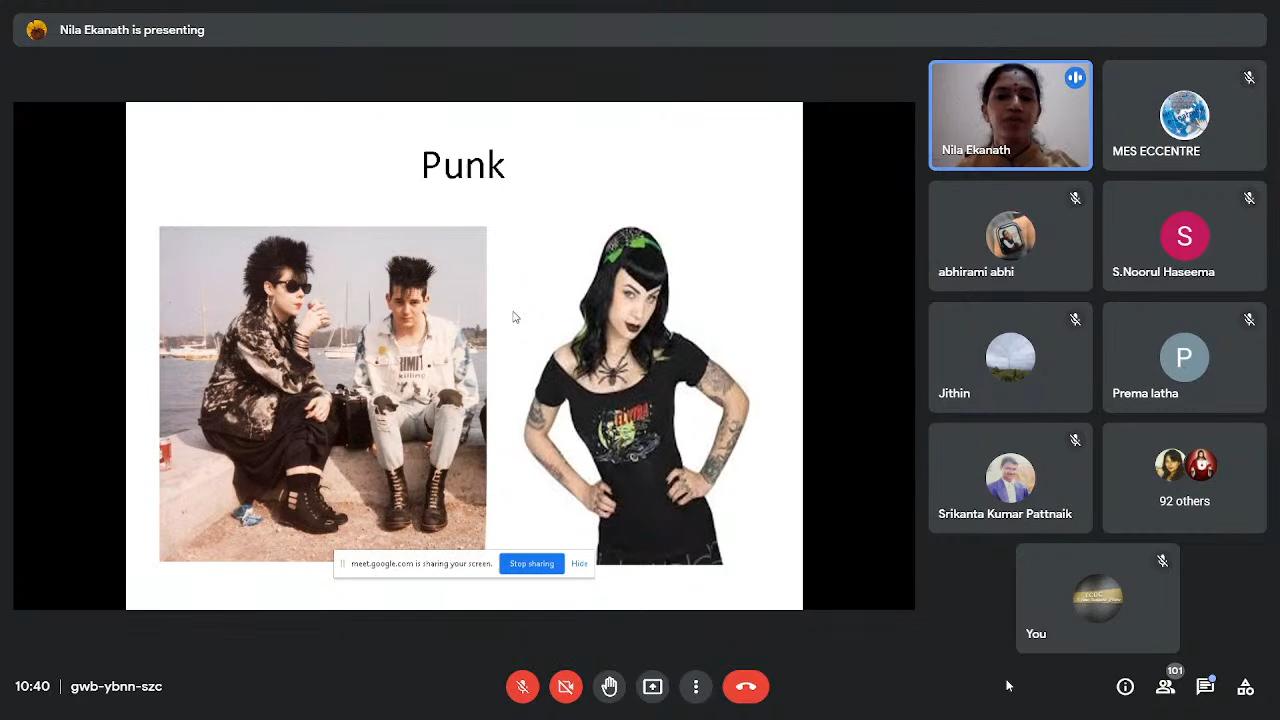 Nila Ekanath is presenting
Punk
killing
ELVIRA
meet.google.com is sharing your screen.
Stop sharing
Hide
Nila Ekanath
MES ECCENTRE
abhirami abhi
S
S.Noorul Haseema
Jithin
P
Prema latha
Srikanta Kumar Pattnaik
92 others
You
10:40
gwb-ybnn-szc
101